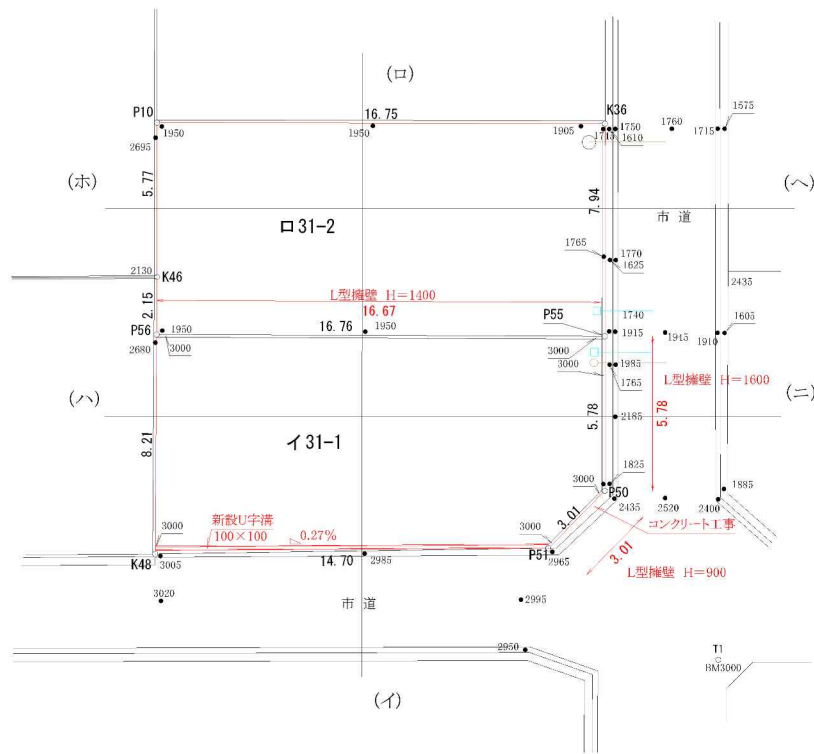 (ロ)
P10
K36
16.75
1950
1950
1905
1715
1750
1610
1760
1715
1575
2695
(ホ)
(ヘ)
5.77
7.94
市 道
ロ31-2
1765
1770
1625
2130
K46
2435
L型擁壁 H=1400
2.15
16.67
P55
1740
1605
P56
1950
16.76
1950
1915
1945
1910
3000
3000
2680
3000
1985
L型擁壁 H=1600
1765
(ハ)
(ニ)
8.21
5.78
5.78
2185
イ31-1
1825
3000
P50
1885
2435
2520
2400
新設U字溝
100×100
0.27%
3.01
コンクリート工事
3000
3000
K48
3005
14.70
2985
P51
2965
3.01
L型擁壁 H=900
3020
市 道
2995
2950
T1
BM3000
(イ)